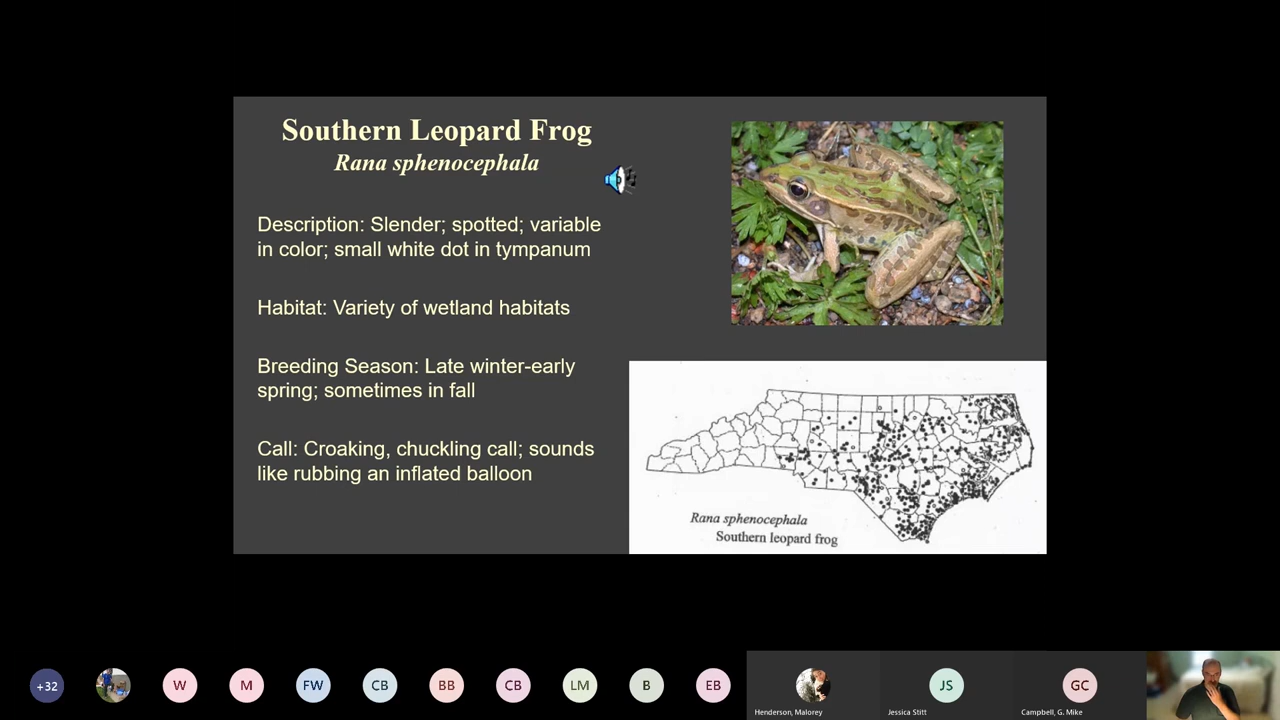 Southern Leopard Frog
Rana sphenocephala
Description: Slender; spotted; variable
in color; small white dot in tympanum
Habitat: Variety of wetland habitats
Breeding Season: Late winter-early
spring; sometimes in fall
Call: Croaking, chuckling call; sounds
like rubbing an inflated balloon
Rana sphenocephala
Southern leopard frog
+32
W
M
FW
CB
BB
CB
LM
B
EB
Henderson, Malorey
JS
Jessica Stitt
GC
Campbell, G. Mike